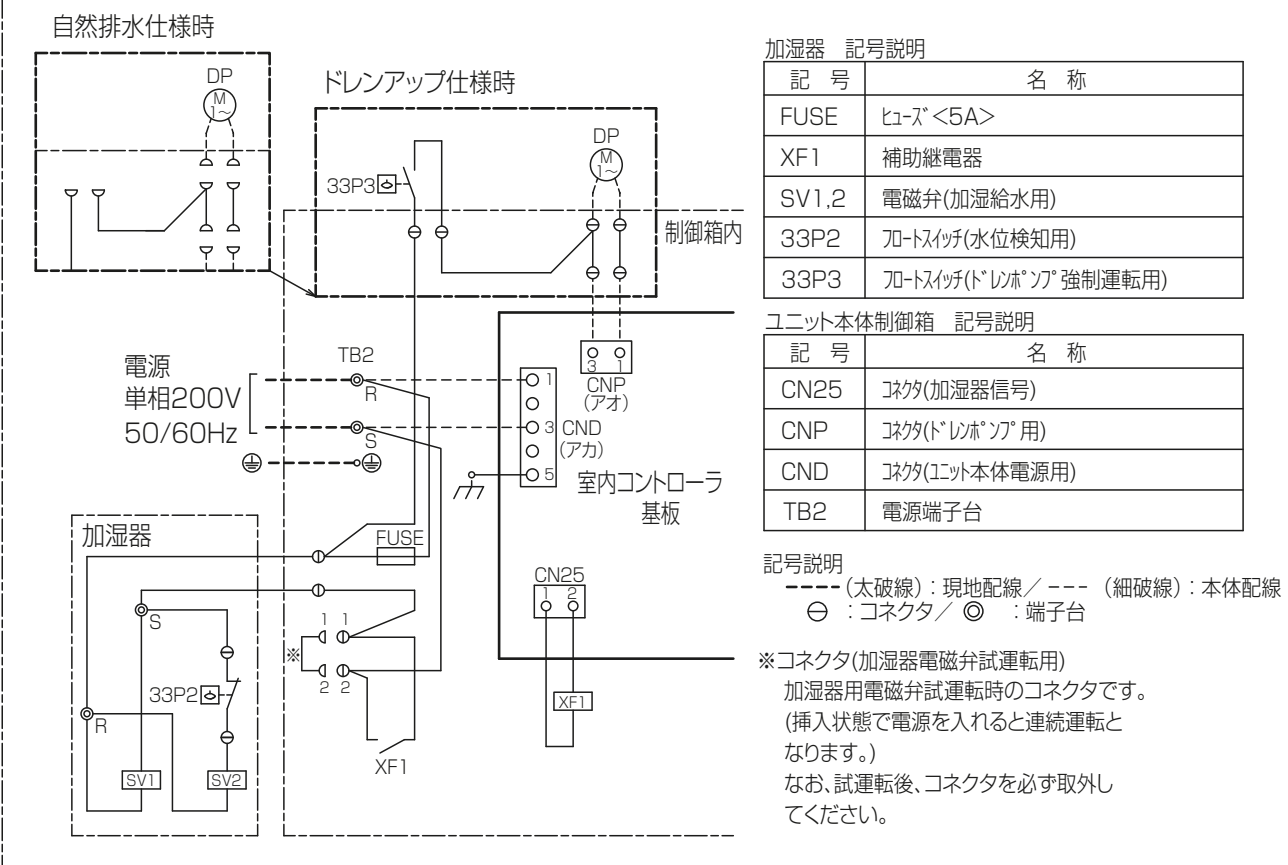 自然排水仕様時
DP
M
1～
ドレンアップ仕様時
DP
M
1～
33P3
制御箱内
電源
単相200V
50/60Hz
TB2
R
S
3 1
CNP
(アオ)
1
3
5
CND
(アカ)
室内コントローラ
基板
加湿器
FUSE
S
33P2
R
SV1
SV2
1 1
※
2 2
XF1
CN25
1 2
XF1
加湿器 記号説明
記 号 名 称
FUSE ﾋｭｰｽﾞ<5A>
XF1 補助継電器
SV1,2 電磁弁(加湿給水用)
33P2 ﾌﾛｰﾄｽｲｯﾁ(水位検知用)
33P3 ﾌﾛｰﾄｽｲｯﾁ(ﾄﾞﾚﾝﾎﾟﾝﾌﾟ強制運転用)
ユニット本体制御箱 記号説明
記 号 名 称
CN25 ｺﾈｸﾀ(加湿器信号)
CNP ｺﾈｸﾀ(ﾄﾞﾚﾝﾎﾟﾝﾌﾟ用)
CND ｺﾈｸﾀ(ﾕﾆｯﾄ本体電源用)
TB2 電源端子台
記号説明
(太破線)：現地配線／--- (細破線)：本体配線
：コネクタ／◎ ：端子台
※コネクタ(加湿器電磁弁試運転用)
加湿器用電磁弁試運転時のコネクタです。
(挿入状態で電源を入れると連続運転と
なります。)
なお、試運転後、コネクタを必ず取外し
てください。